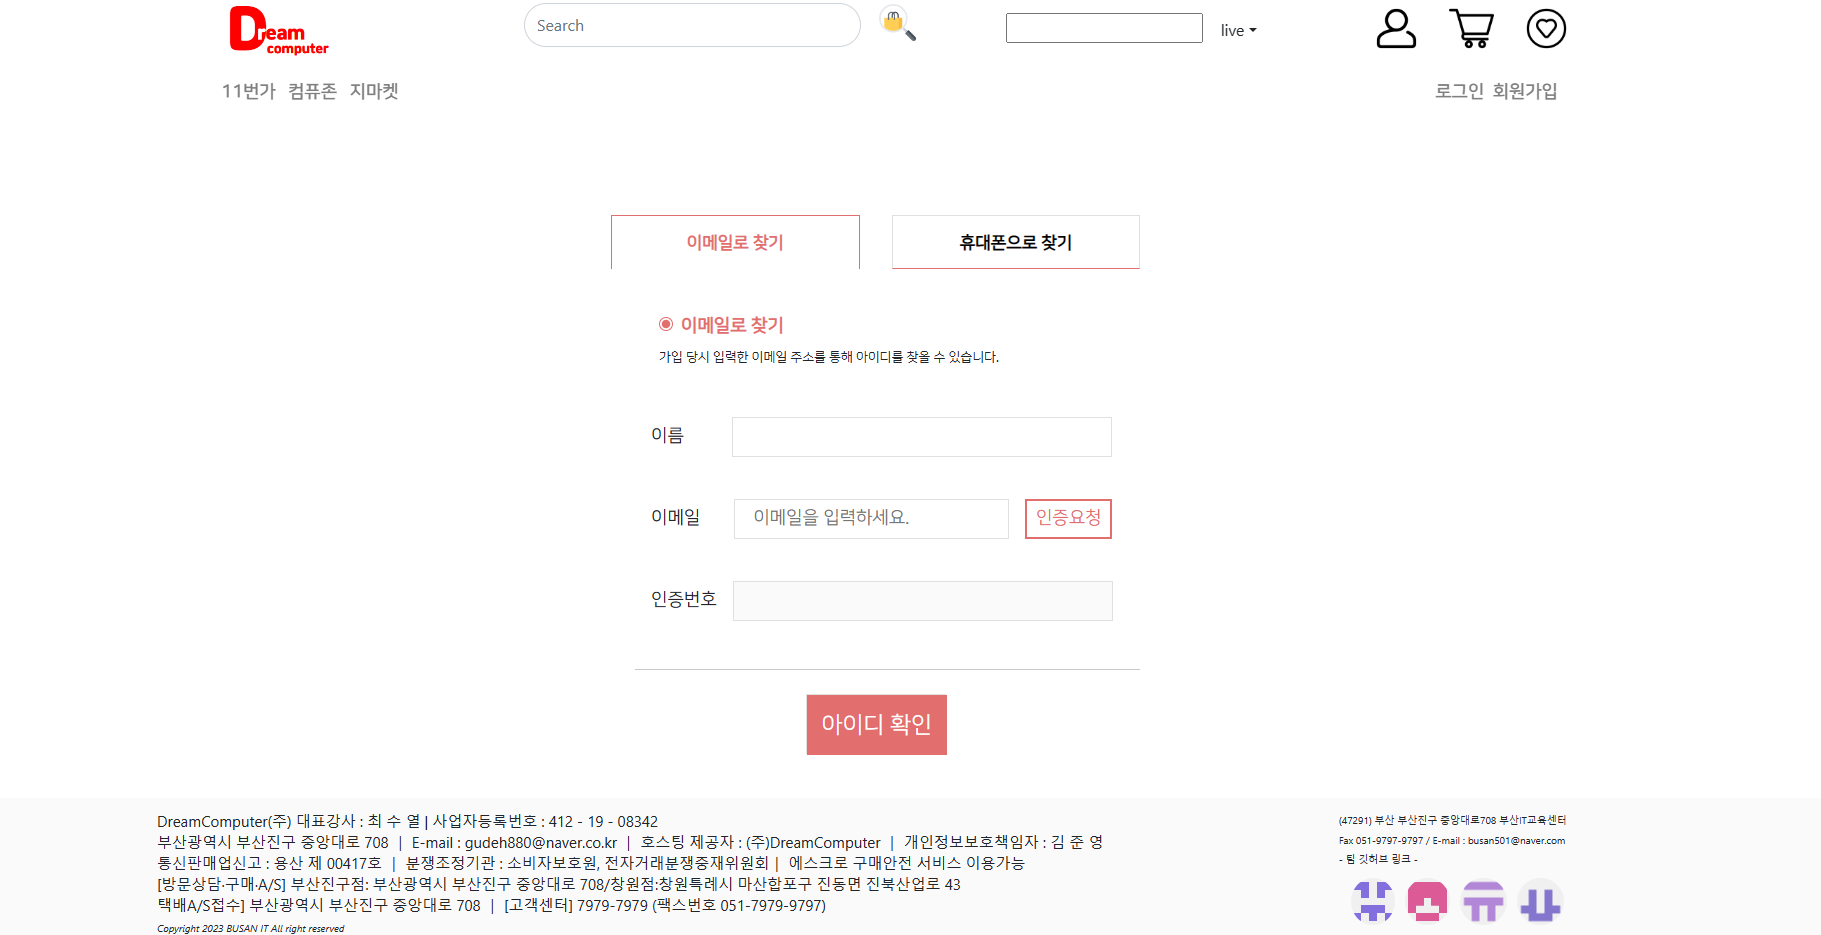 Dream computer
Search
live
11번가 컴퓨존 지마켓
로그인 회원가입
이메일로 찾기
휴대폰으로 찾기
이메일로 찾기
가입 당시 입력한 이메일 주소를 통해 아이디를 찾을 수 있습니다.
이름
이메일
이메일을 입력하세요.
인증요청
인증번호
아이디 확인
DreamComputer(주) 대표강사 : 최 수 열 | 사업자등록번호 : 412 - 19 - 08342
부산광역시 부산진구 중앙대로 708 | E-mail : gudeh880@naver.co.kr | 호스팅 제공자 : (주)DreamComputer | 개인정보보호책임자 : 김 준 영
통신판매업신고 : 용산 제 00417호 | 분쟁조정기관 : 소비자보호원, 전자거래분쟁중재위원회 | 에스크로 구매안전 서비스 이용가능
[방문상담·구매·A/S] 부산진구점: 부산광역시 부산진구 중앙대로 708/창원점:창원특례시 마산합포구 진동면 진북산업로 43
택배A/S접수] 부산광역시 부산진구 중앙대로 708 | [고객센터] 7979-7979 (팩스번호 051-7979-9797)
Copyright 2023 BUSAN IT All right reserved
(47291) 부산 부산진구 중앙대로708 부산IT교육센터
Fax 051-9797-9797 / E-mail : busan501@naver.com
- 팀 깃허브 링크 -